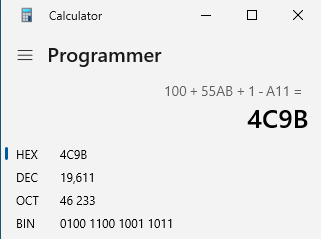 Calculator
Programmer
100 + 55AB + 1 - A11 =
4C9B
HEX 4C9B
DEC 19,611
OCT 46 233
BIN 0100 1100 1001 1011